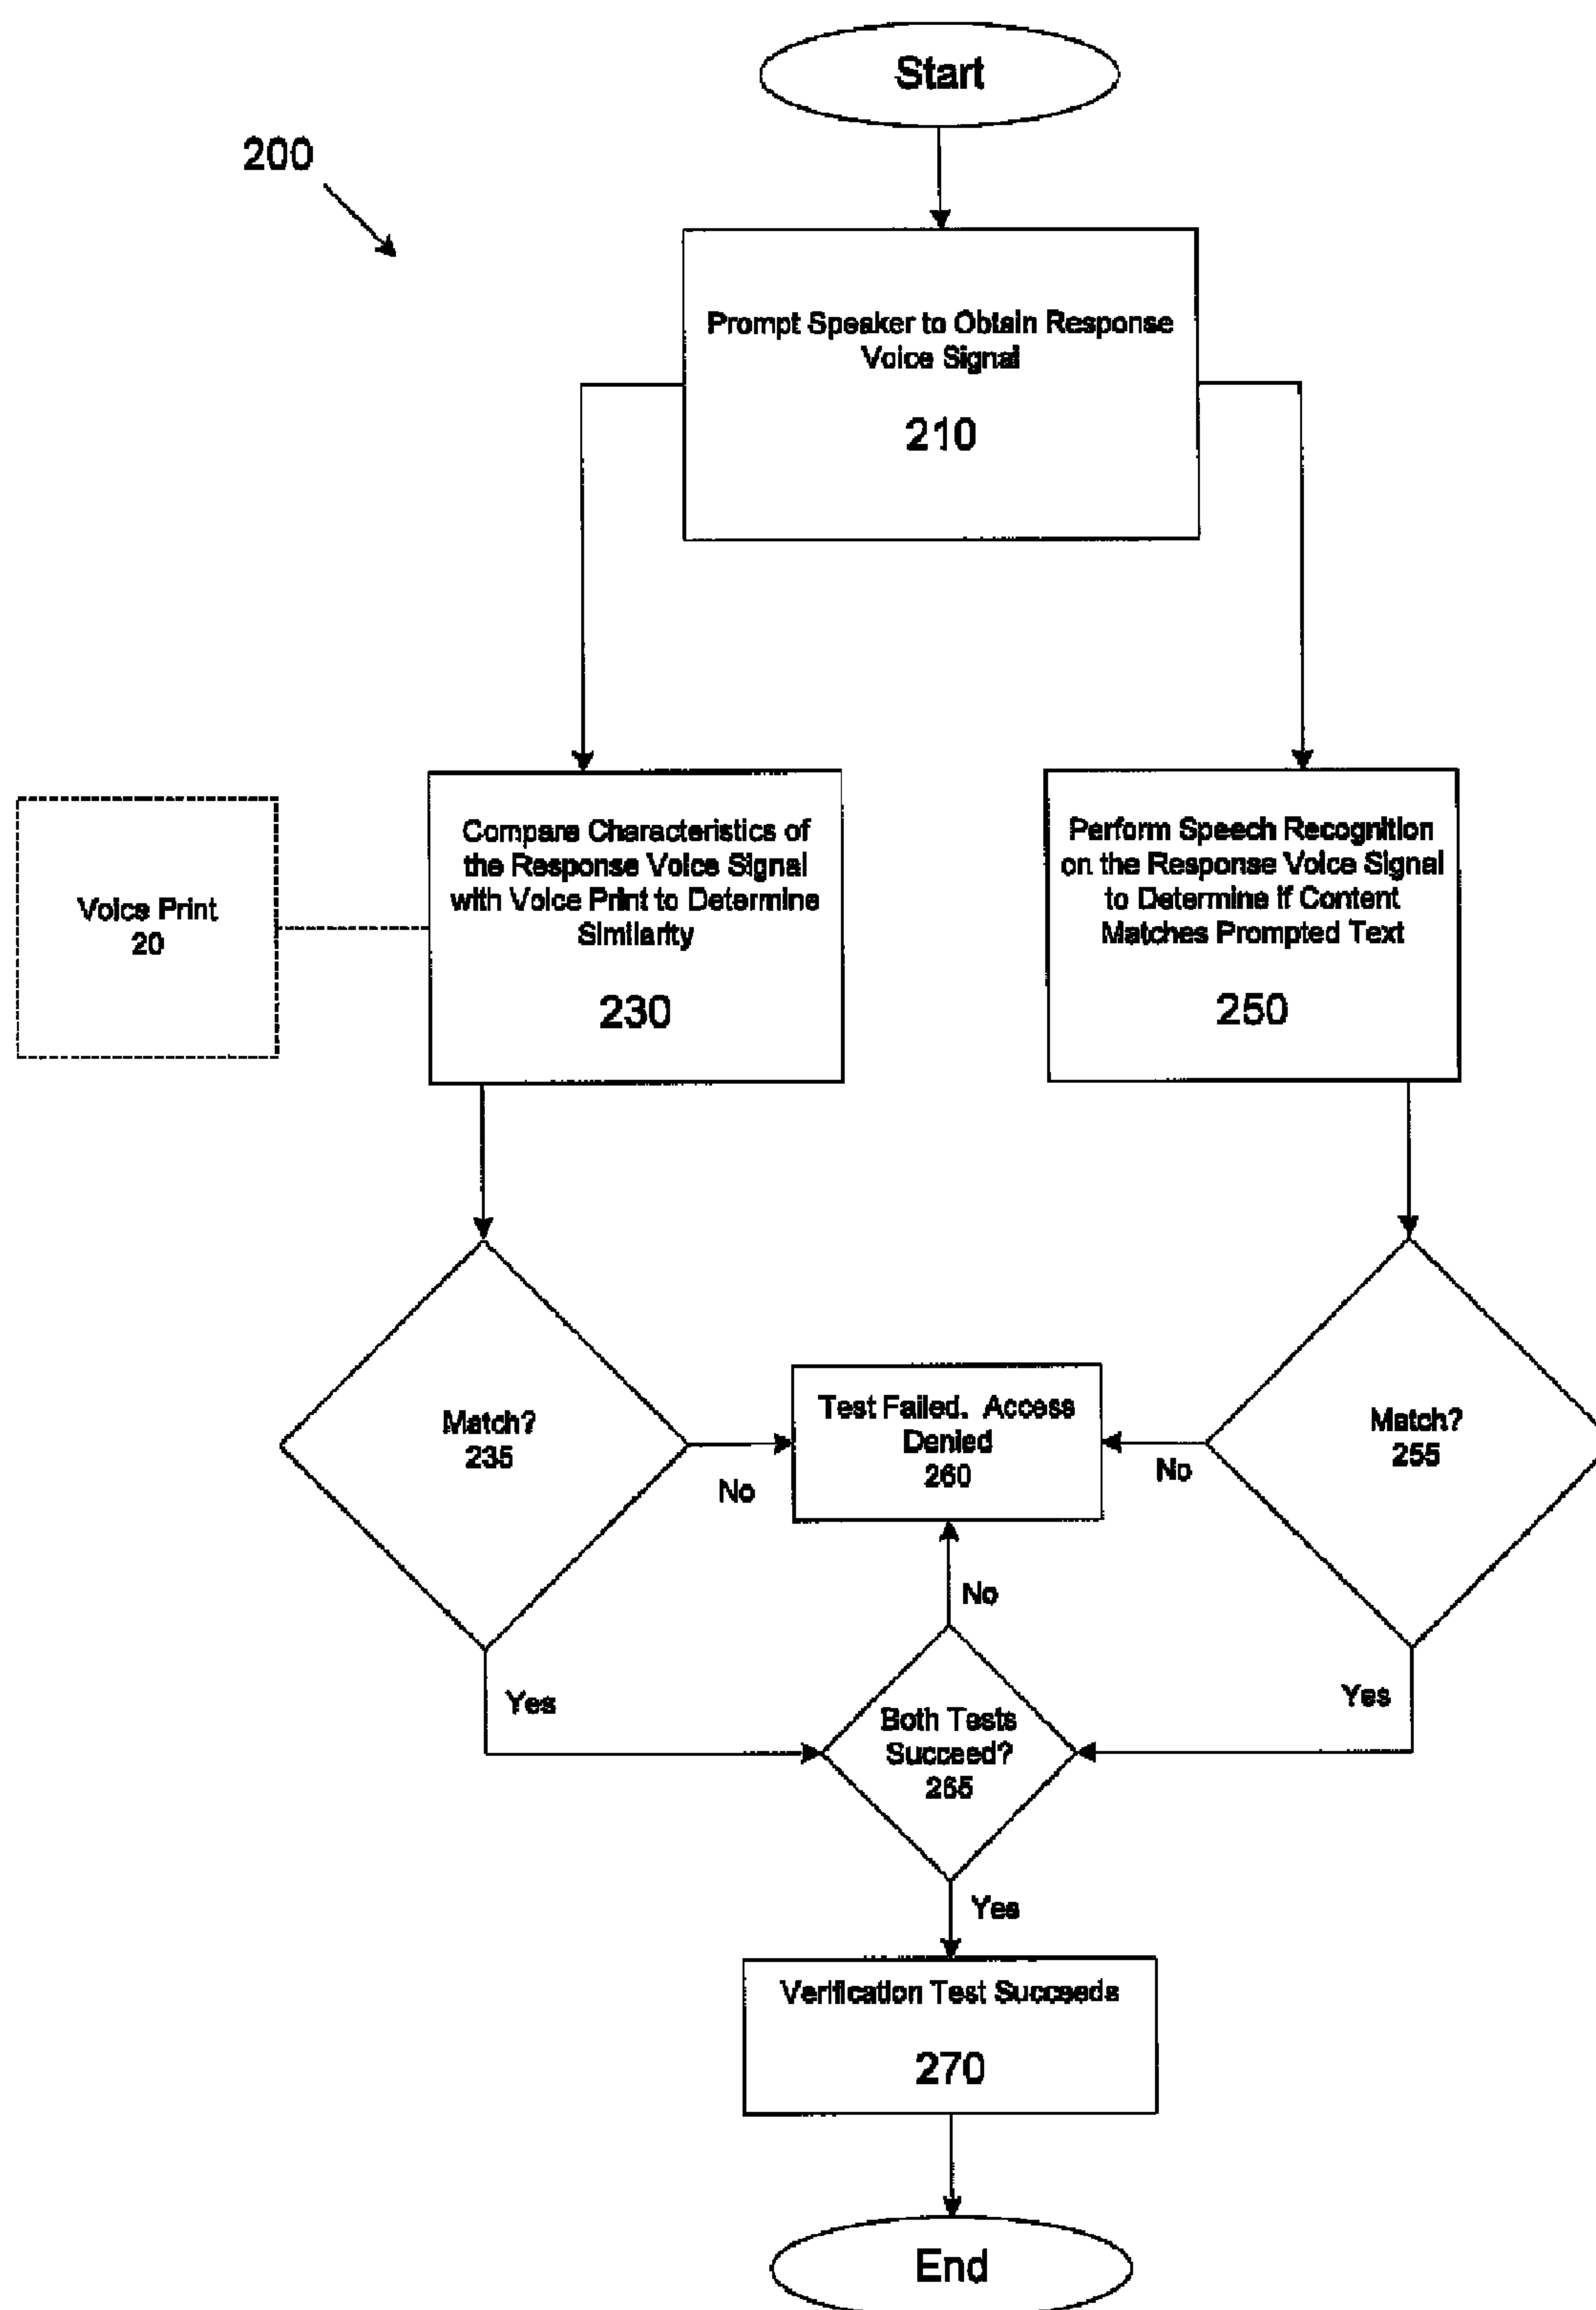 Start
200
Prompt Speaker to Obtain Response
Voice Signal
210
Voice Print
20
Compare Characteristics of
the Response Voice Signal
with Voice Print to Determine
Similarity
230
Perform Speech Recognition
on the Response Voice Signal
to Determine if Content
Matches Prompted Text
250
Match?
235
No
Test Failed. Access
Denied
260
No
Match?
255
No
Yes
Both Tests
Succeed?
265
Yes
Yes
Verification Test Succeeds
270
End